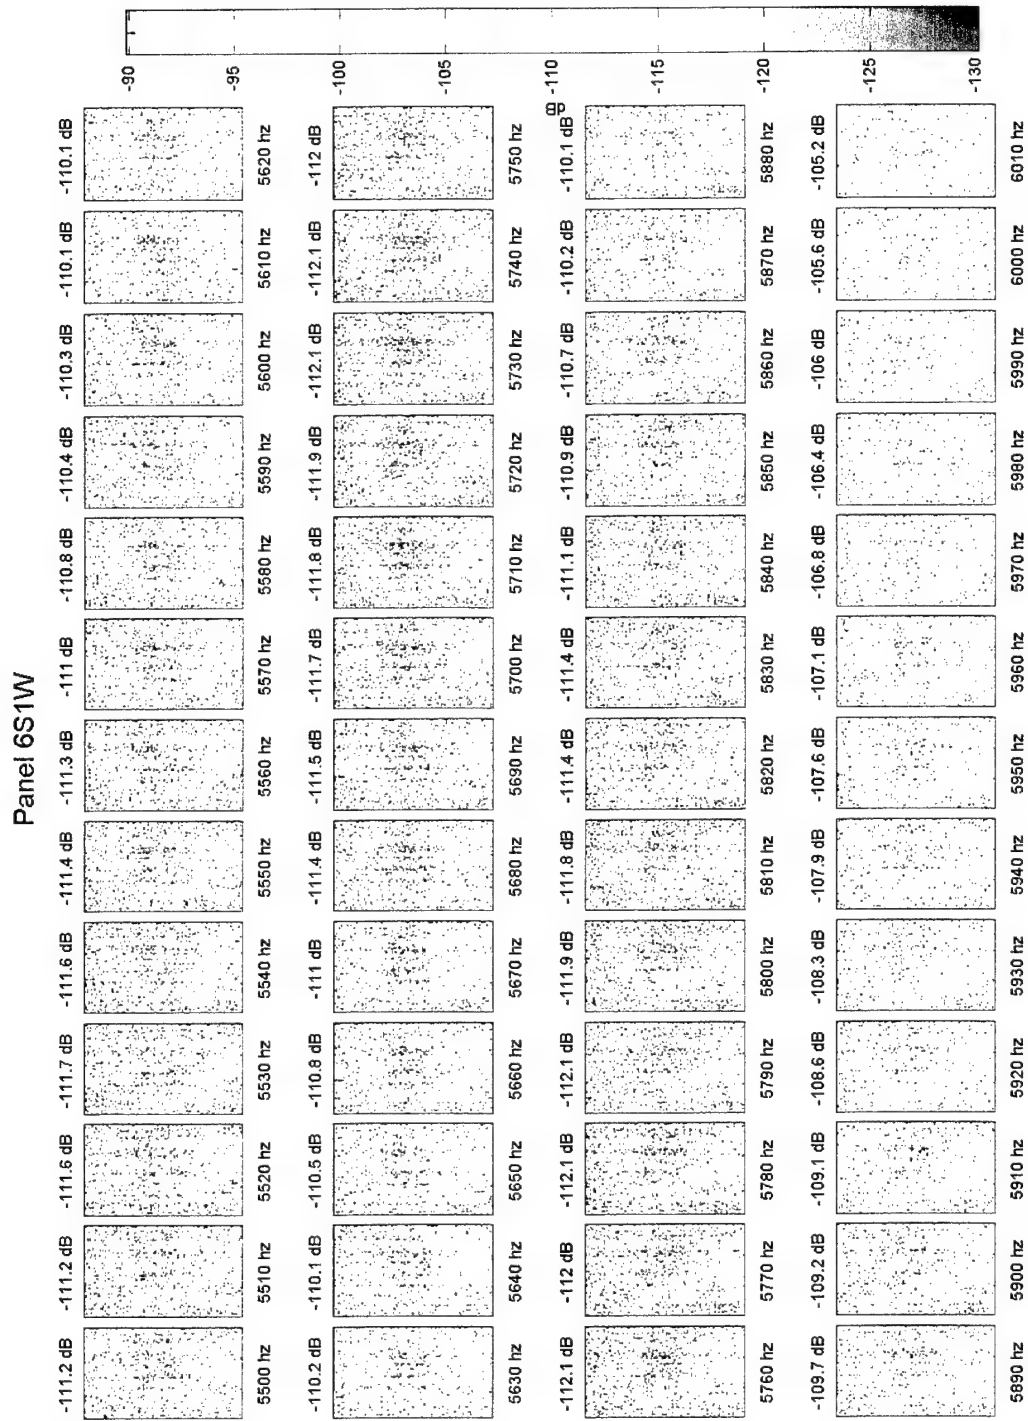 Panel 6S1W
-111.2 dB -111.2 dB -111.6 dB -111.7 dB -111.6 dB -111.4 dB -111.3 dB -111 dB -110.8 dB -110.4 dB -110.3 dB -110.1 dB -110.1 dB
5500 hz 5510 hz 5520 hz 5530 hz 5540 hz 5550 hz 5560 hz 5570 hz 5580 hz 5590 hz 5600 hz 5610 hz 5620 hz
-110.2 dB -110.1 dB -110.5 dB -110.8 dB -111 dB -111.4 dB -111.5 dB -111.7 dB -111.8 dB -111.9 dB -112.1 dB -112.1 dB -112 dB
5630 hz 5640 hz 5650 hz 5660 hz 5670 hz 5680 hz 5690 hz 5700 hz 5710 hz 5720 hz 5730 hz 5740 hz 5750 hz
-112.1 dB -112 dB -112.1 dB -112.1 dB -111.9 dB -111.8 dB -111.4 dB -111.4 dB -111.1 dB -110.9 dB -110.7 dB -110.2 dB -110.1 dB
5760 hz 5770 hz 5780 hz 5790 hz 5800 hz 5810 hz 5820 hz 5830 hz 5840 hz 5850 hz 5860 hz 5870 hz 5880 hz
-109.7 dB -109.2 dB -109.1 dB -108.6 dB -108.3 dB -107.9 dB -107.6 dB -107.1 dB -106.8 dB -106.4 dB -106 dB -105.6 dB -105.2 dB
5890 hz 5900 hz 5910 hz 5920 hz 5930 hz 5940 hz 5950 hz 5960 hz 5970 hz 5980 hz 5990 hz 6000 hz 6010 hz
-90
-95
-100
-105
-110
dB
-115
-120
-125
-130